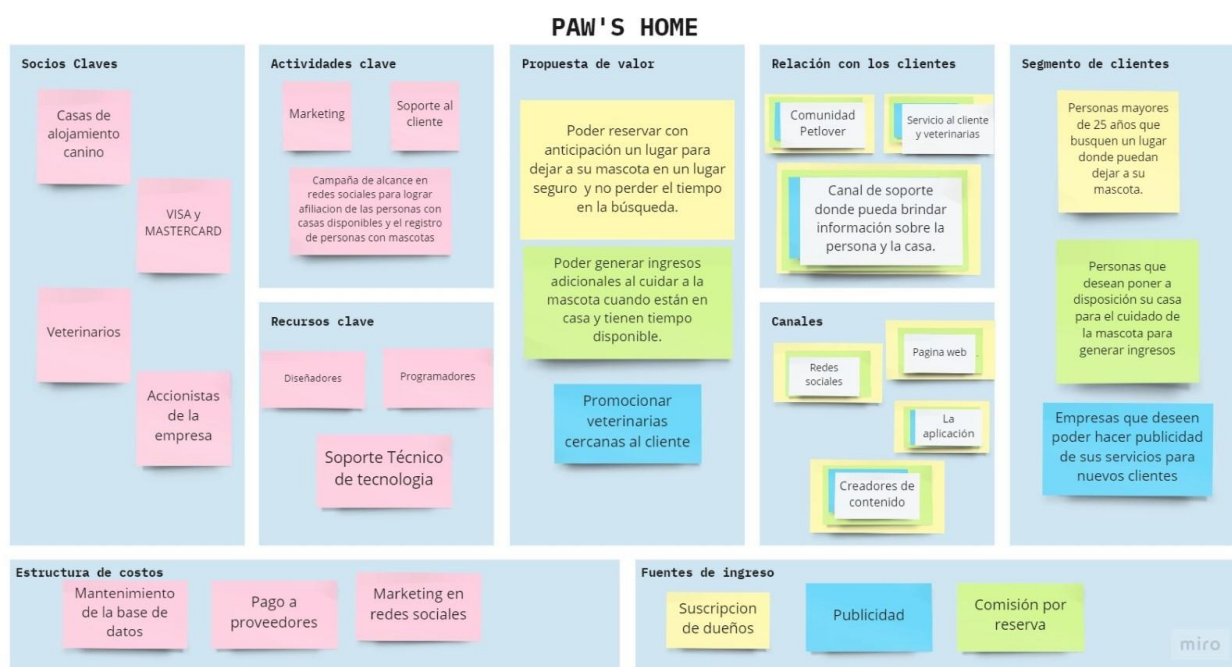 PAW'S HOME
Socios Claves
Casas de
alojamiento
canino
VISA y
MASTERCARD
Veterinarios
Accionistas
de la
empresa
Actividades clave
Marketing
Soporte al
cliente
Campaña de alcance en
redes sociales para lograr
afiliacion de las personas con
casas disponibles y el registro
de personas con mascotas
Recursos clave
Diseñadores
Programadores
Soporte Técnico
de tecnologia
Propuesta de valor
Poder reservar con
anticipación un lugar para
dejar a su mascota en un lugar
seguro y no perder el tiempo
en la búsqueda.
Poder generar ingresos
adicionales al cuidar a la
mascota cuando están en
casa y tienen tiempo
disponible.
Promocionar
veterinarias
cercanas al cliente
Relación con los clientes
Comunidad
Petlover
Servicio al cliente
y veterinarias
Canal de soporte
donde pueda brindar
información sobre la
persona y la casa.
Canales
Redes
sociales
Pagina web
La
aplicación
Creadores de
contenido
Segmento de clientes
Personas mayores
de 25 años que
busquen un lugar
donde puedan
dejar a su
mascota.
Personas que
desean poner a
disposición su casa
para el cuidado de
la mascota para
generar ingresos
Empresas que deseen
poder hacer publicidad
de sus servicios para
nuevos clientes
Estructura de costos
Mantenimiento
de la base de
datos
Pago a
proveedores
Marketing en
redes sociales
Fuentes de ingreso
Suscripcion
de dueños
Publicidad
Comisión por
reserva
miro